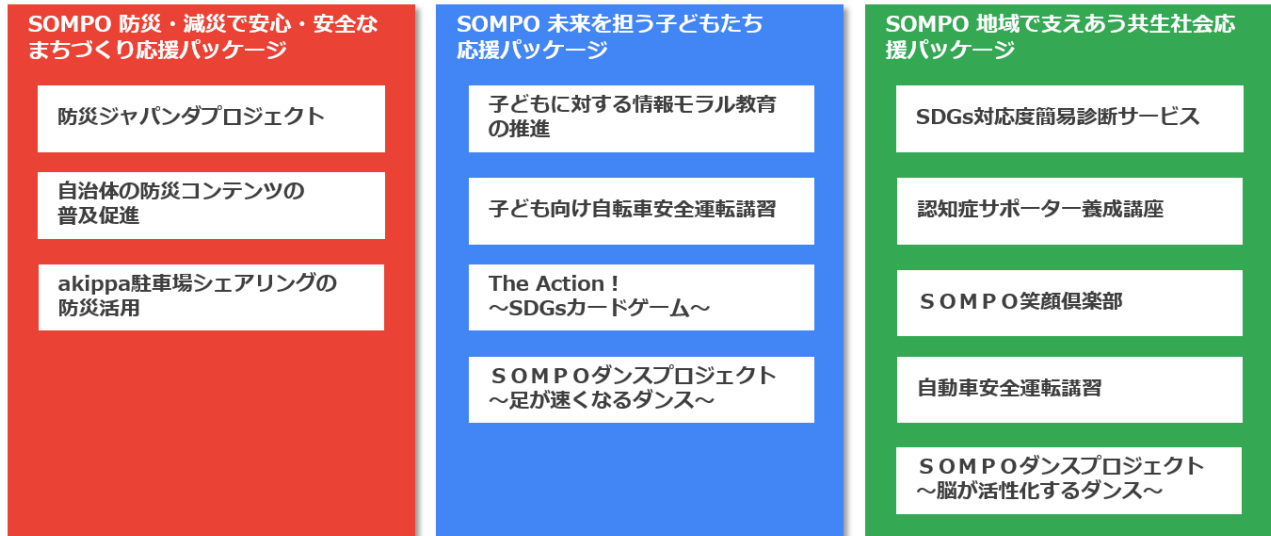 SOMPO 防災・減災で安心・安全な
まちづくり応援パッケージ
防災ジャパンダプロジェクト
自治体の防災コンテンツの
普及促進
akippa駐車場シェアリングの
防災活用
SOMPO 未来を担う子どもたち
応援パッケージ
子どもに対する情報モラル教育
の推進
子ども向け自転車安全運転講習
The Action！
～SDGsカードゲーム～
ＳＯＭＰＯダンスプロジェクト
～足が速くなるダンス～
SOMPO 地域で支えあう共生社会応
援パッケージ
SDGs対応度簡易診断サービス
認知症サポーター養成講座
ＳＯＭＰＯ笑顔倶楽部
自動車安全運転講習
ＳＯＭＰＯダンスプロジェクト
～脳が活性化するダンス～